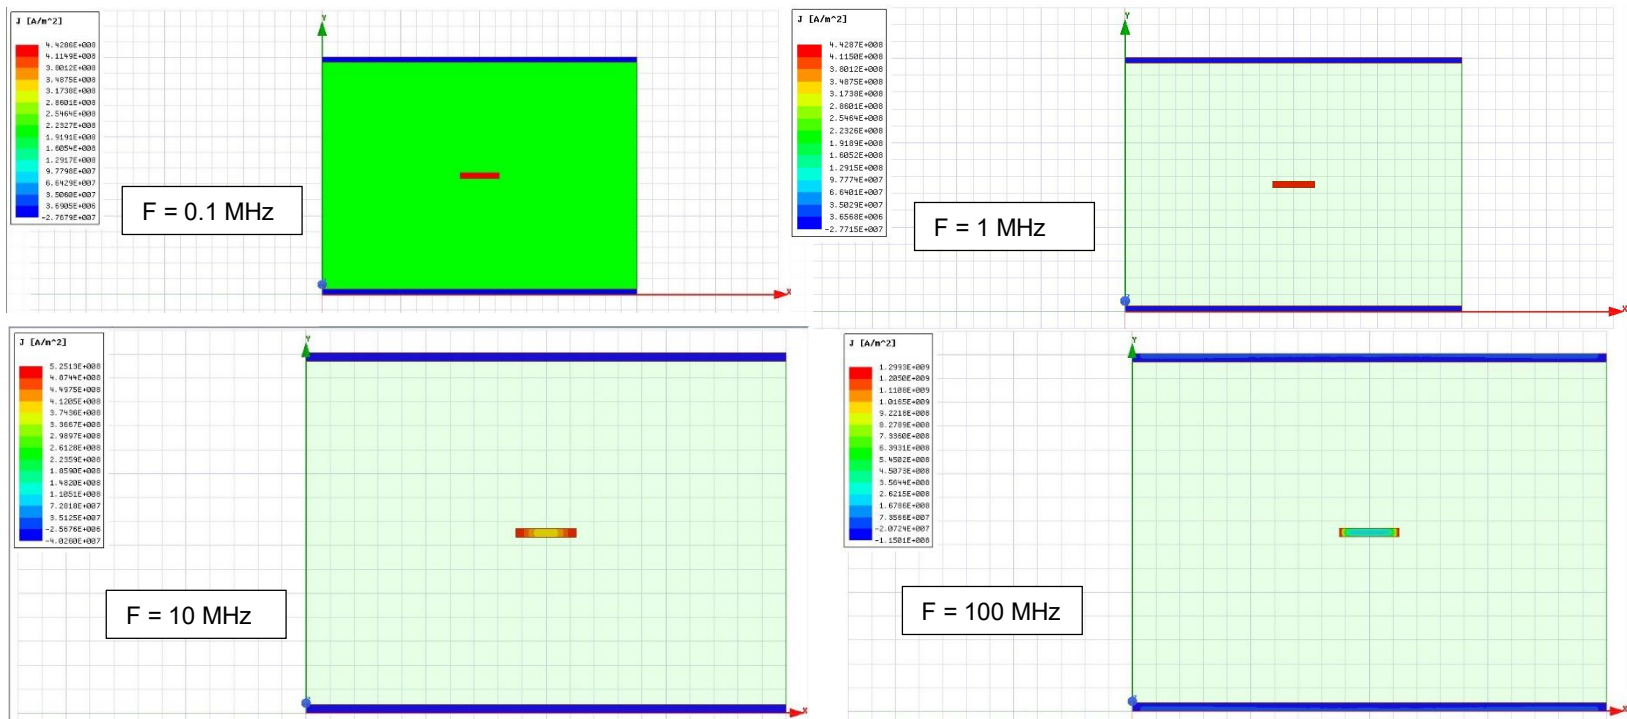 J [A/m^2]
4.4286E+008
4.1149E+008
3.8012E+008
3.4875E+008
3.1738E+008
2.8601E+008
2.5464E+008
2.2327E+008
1.9191E+008
1.6054E+008
1.2917E+008
9.7798E+007
6.6429E+007
3.5060E+007
3.6905E+006
-2.7679E+007
Y
F = 0.1 MHz
X
J [A/m^2]
4.4287E+008
4.1150E+008
3.8012E+008
3.4875E+008
3.1738E+008
2.8601E+008
2.5464E+008
2.2326E+008
1.9189E+008
1.6052E+008
1.2915E+008
9.7774E+007
6.6401E+007
3.5029E+007
3.6568E+006
-2.7715E+007
Y
F = 1 MHz
X
J [A/m^2]
5.2513E+008
4.8744E+008
4.4975E+008
4.1205E+008
3.7436E+008
3.3667E+008
2.9897E+008
2.6128E+008
2.2359E+008
1.8590E+008
1.4820E+008
1.1051E+008
7.2818E+007
3.5125E+007
-2.5676E+006
-4.0260E+007
Y
F = 10 MHz
X
J [A/m^2]
1.2993E+009
1.2050E+009
1.1108E+009
1.0165E+009
9.2218E+008
8.2789E+008
7.3360E+008
6.3931E+008
5.4502E+008
4.5073E+008
3.5644E+008
2.6215E+008
1.6786E+008
7.3566E+007
-2.0724E+007
-1.1501E+008
Y
F = 100 MHz
X